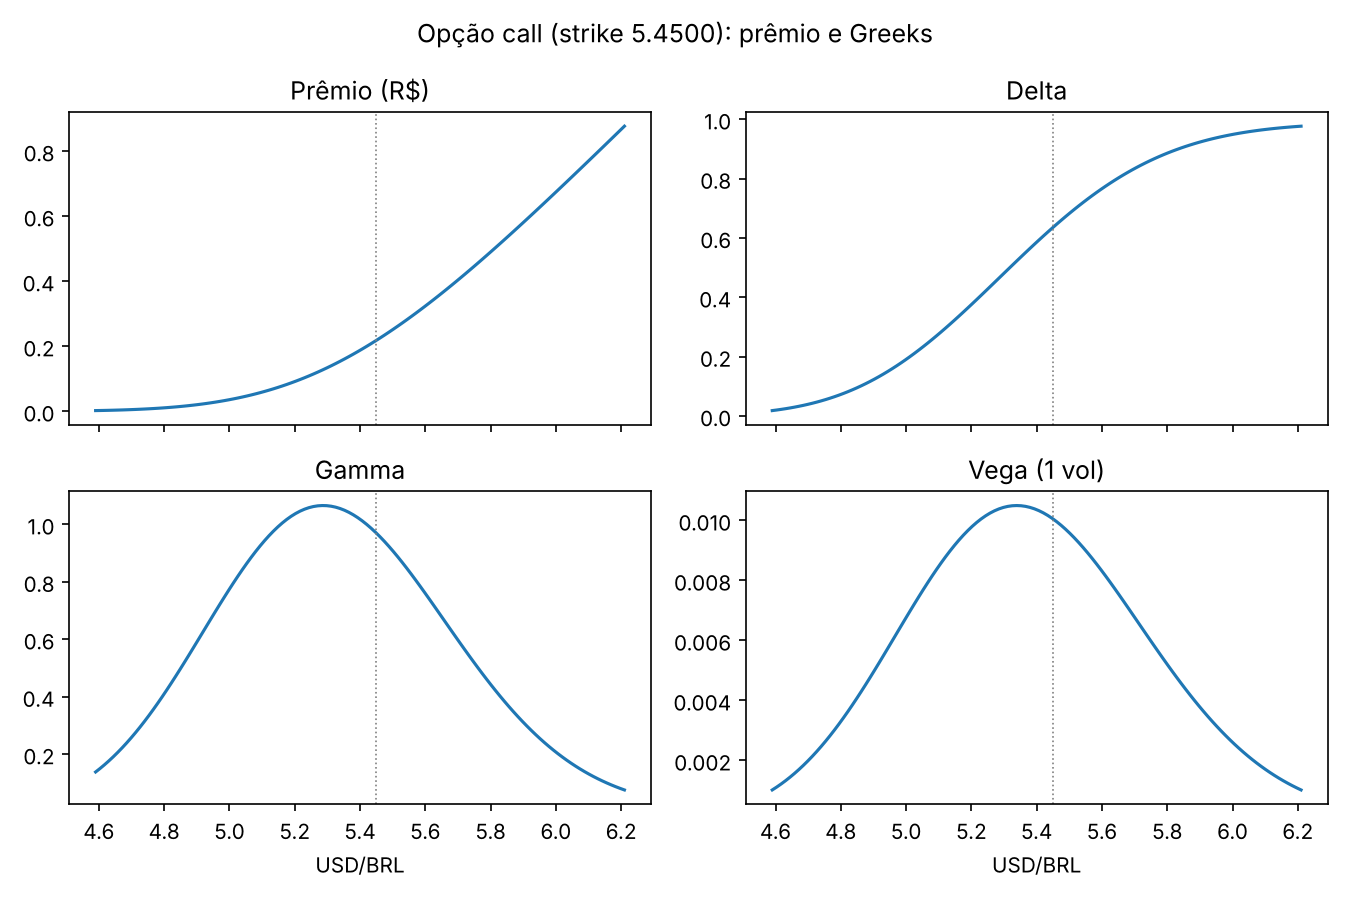 Opção call (strike 5.4500): prêmio e Greeks
Prêmio (R$)
0.8
0.6
0.4
0.2
0.0
Delta
1.0
0.8
0.6
0.4
0.2
0.0
Gamma
1.0
0.8
0.6
0.4
0.2
4.6 4.8 5.0 5.2 5.4 5.6 5.8 6.0 6.2
USD/BRL
Vega (1 vol)
0.010
0.008
0.006
0.004
0.002
4.6 4.8 5.0 5.2 5.4 5.6 5.8 6.0 6.2
USD/BRL